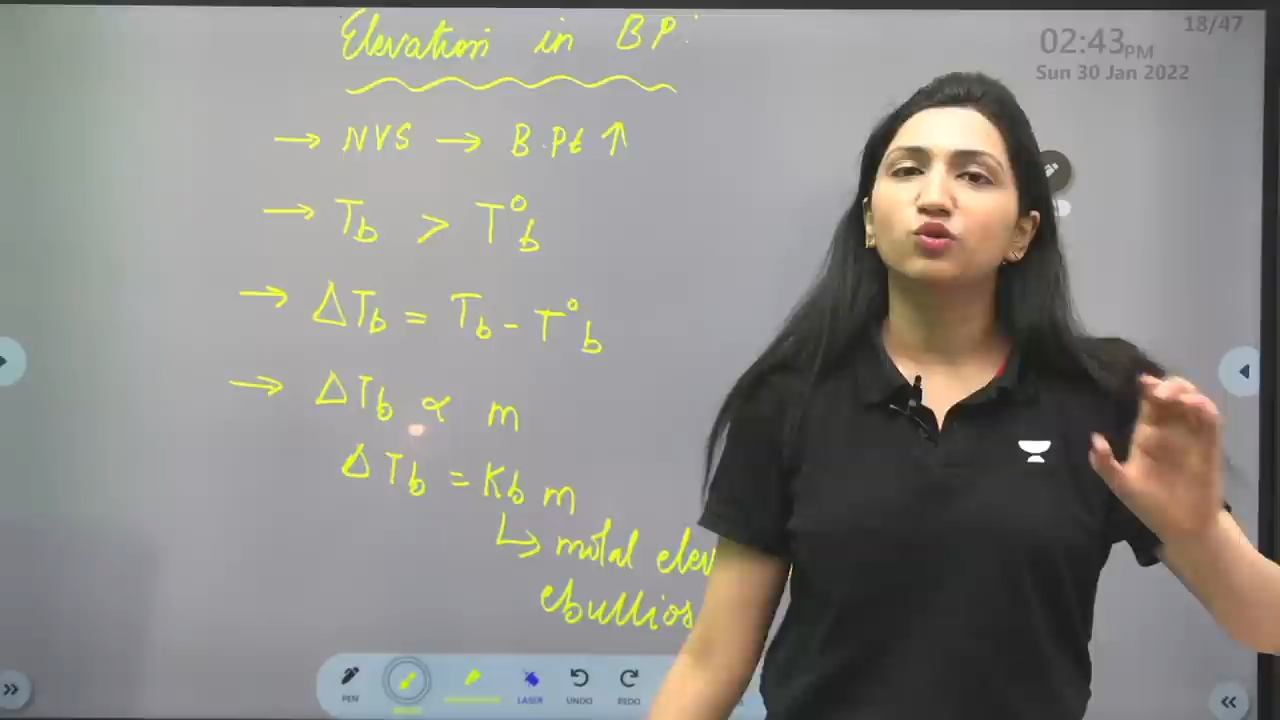 Elevation in BP:
18/47
02:43PM
Sun 30 Jan 2022
→ NVS → B.Pt ↑
→ Tb > T°b
→ ΔTb = Tb - T°b
→ ΔTb ∝ m
ΔTb = Kb m
↳ molal elev
ebullios
PEN
LASER
UNDO
REDO